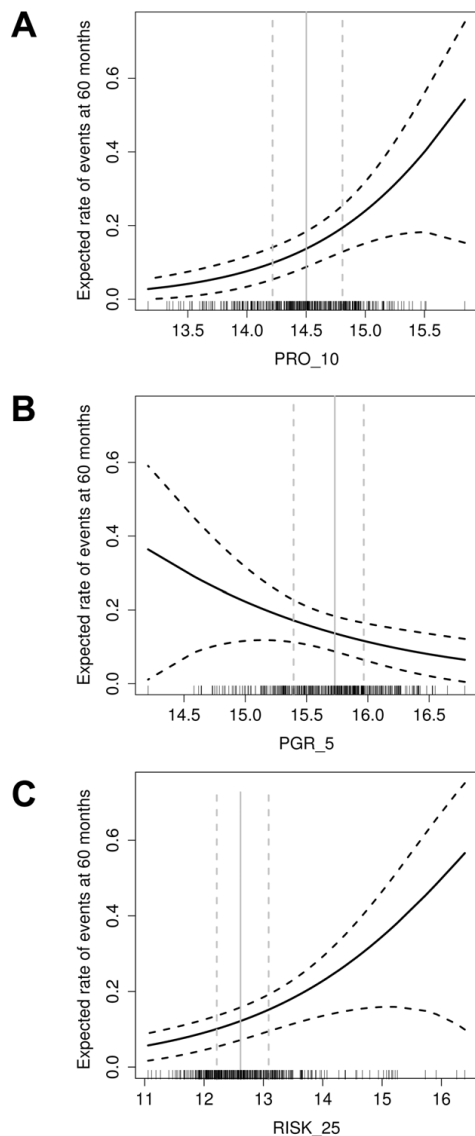 A
Expected rate of events at 60 months
0.0
0.2
0.4
0.6
13.5 14.0 14.5 15.0 15.5
PRO_10
B
Expected rate of events at 60 months
0.0
0.2
0.4
0.6
14.5 15.0 15.5 16.0 16.5
PGR_5
C
Expected rate of events at 60 months
0.0
0.2
0.4
0.6
11 12 13 14 15 16
RISK_25